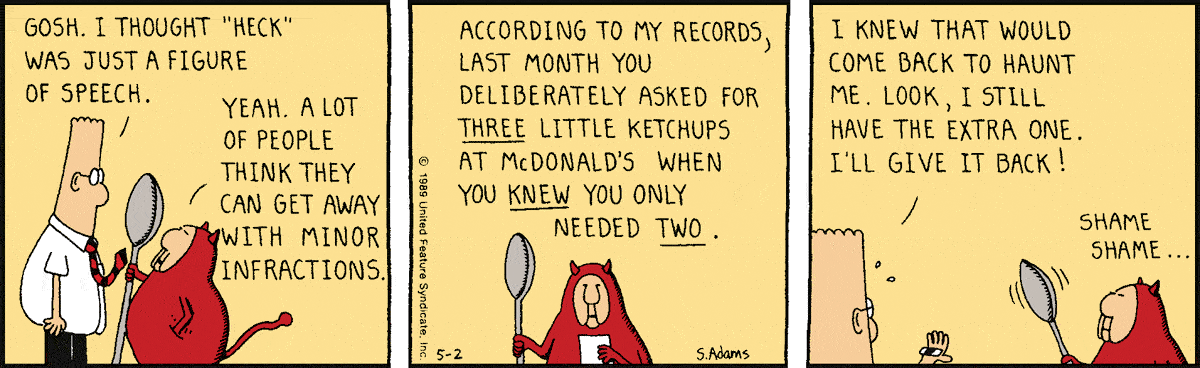 GOSH. I THOUGHT "HECK"
WAS JUST A FIGURE
OF SPEECH.
YEAH. A LOT
OF PEOPLE
THINK THEY
CAN GET AWAY
WITH MINOR
INFRACTIONS.
ACCORDING TO MY RECORDS,
LAST MONTH YOU
DELIBERATELY ASKED FOR
THREE LITTLE KETCHUPS
AT McDONALD'S WHEN
YOU KNEW YOU ONLY
NEEDED TWO.
© 1989 United Feature Syndicate, Inc.
5-2
S.Adams
I KNEW THAT WOULD
COME BACK TO HAUNT
ME. LOOK, I STILL
HAVE THE EXTRA ONE.
I'LL GIVE IT BACK!
SHAME
SHAME...